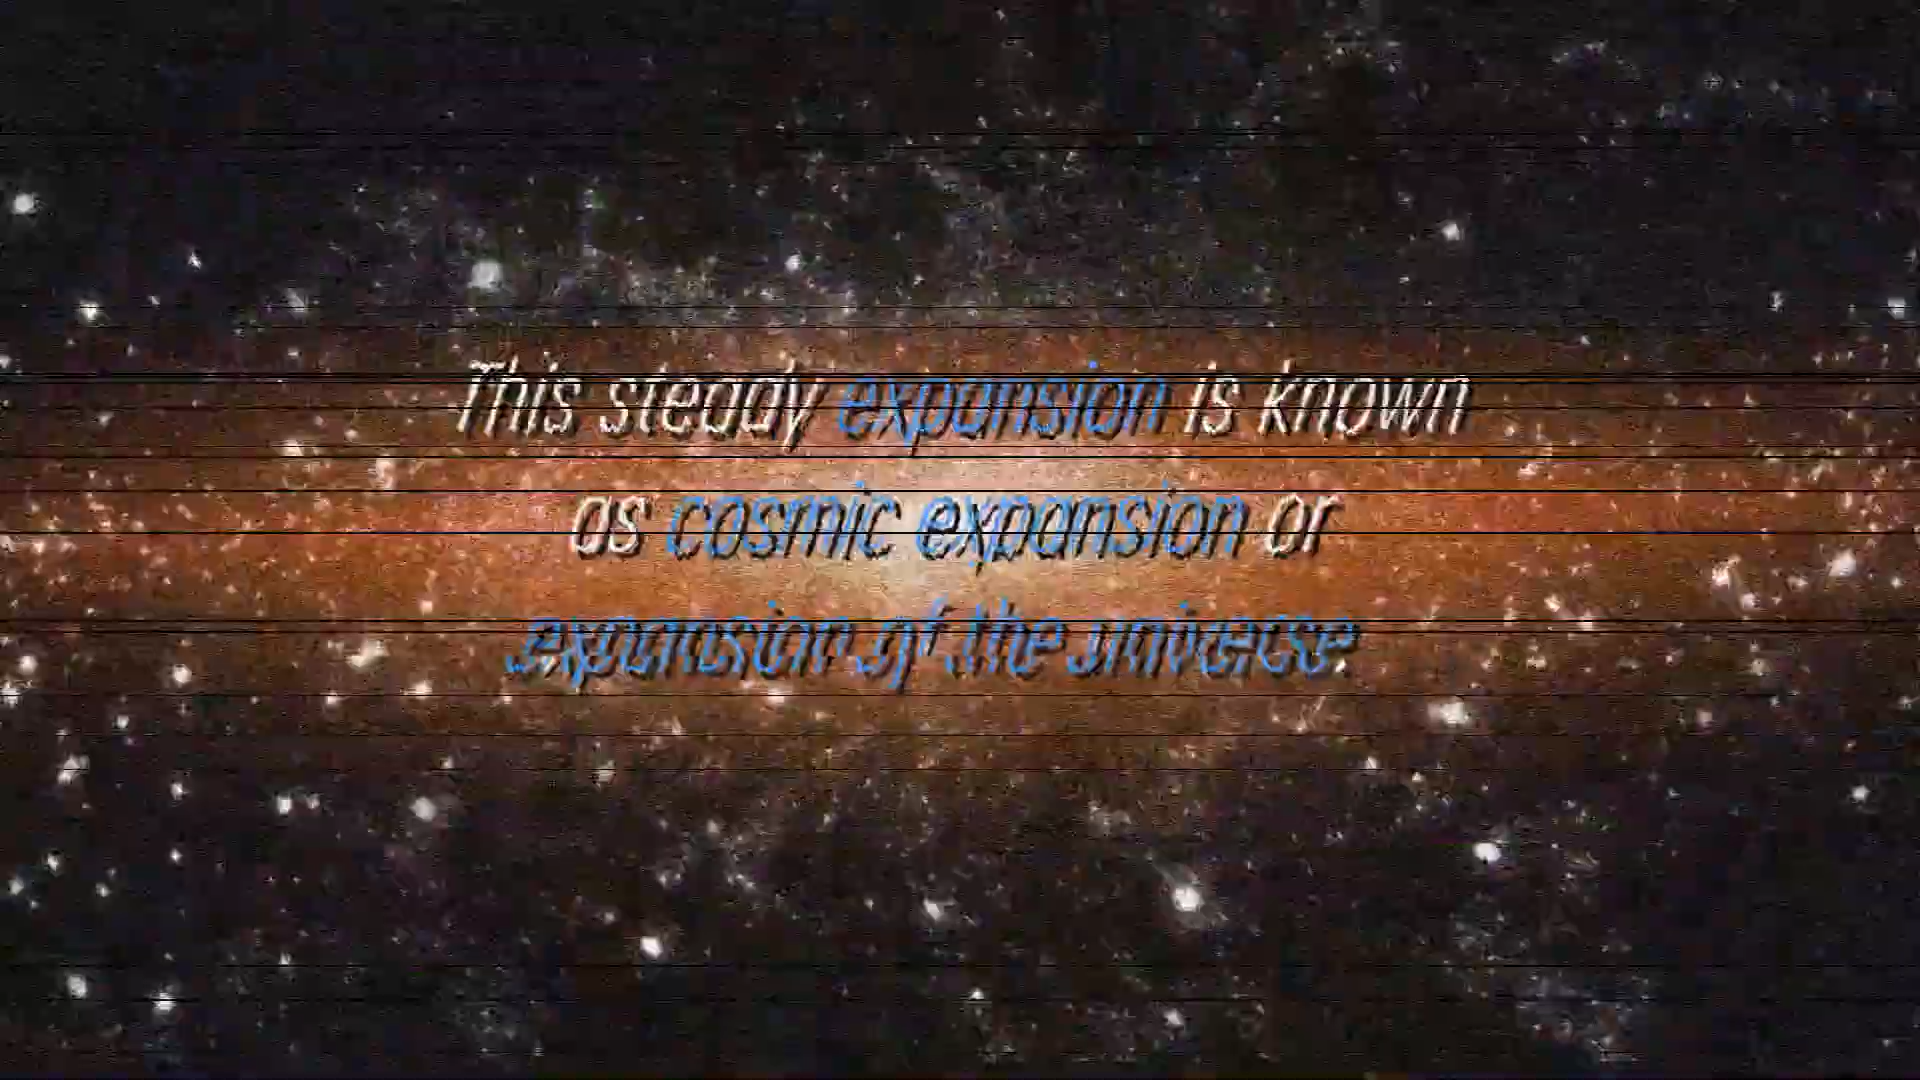 This steady expansion is known
as cosmic expansion or
expansion of the universe.